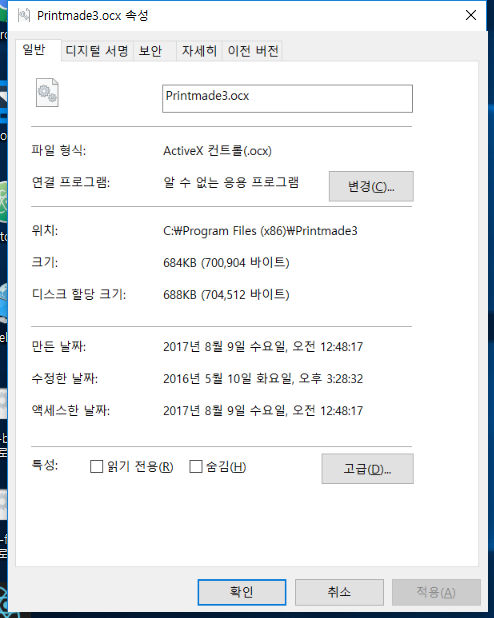 Printmade3.ocx 속성
일반 디지털 서명 보안 자세히 이전 버전
Printmade3.ocx
파일 형식: ActiveX 컨트롤(.ocx)
연결 프로그램: 알 수 없는 응용 프로그램 변경(C)...
위치: C:₩Program Files (x86)₩Printmade3
크기: 684KB (700,904 바이트)
디스크 할당 크기: 688KB (704,512 바이트)
만든 날짜: 2017년 8월 9일 수요일, 오전 12:48:17
수정한 날짜: 2016년 5월 10일 화요일, 오후 3:28:32
액세스한 날짜: 2017년 8월 9일 수요일, 오전 12:48:17
특성: 읽기 전용(R) 숨김(H) 고급(D)...
확인 취소 적용(A)